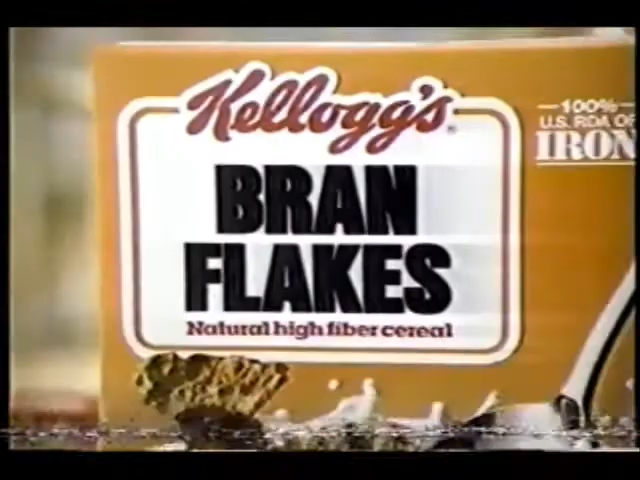 Kellogg's
BRAN
FLAKES
Natural high fiber cereal
100%
U.S. RDA OF
IRON